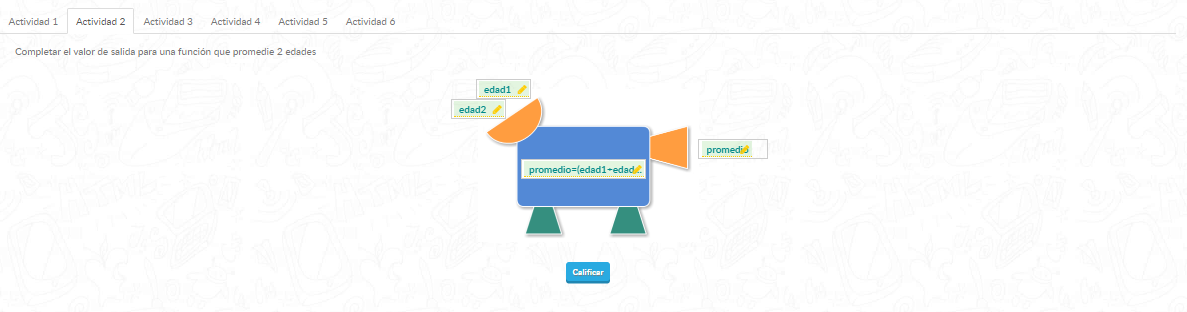 Actividad 1 Actividad 2 Actividad 3 Actividad 4 Actividad 5 Actividad 6
Completar el valor de salida para una función que promedie 2 edades
edad1
edad2
promedio
promedio=(edad1+edad
Calificar